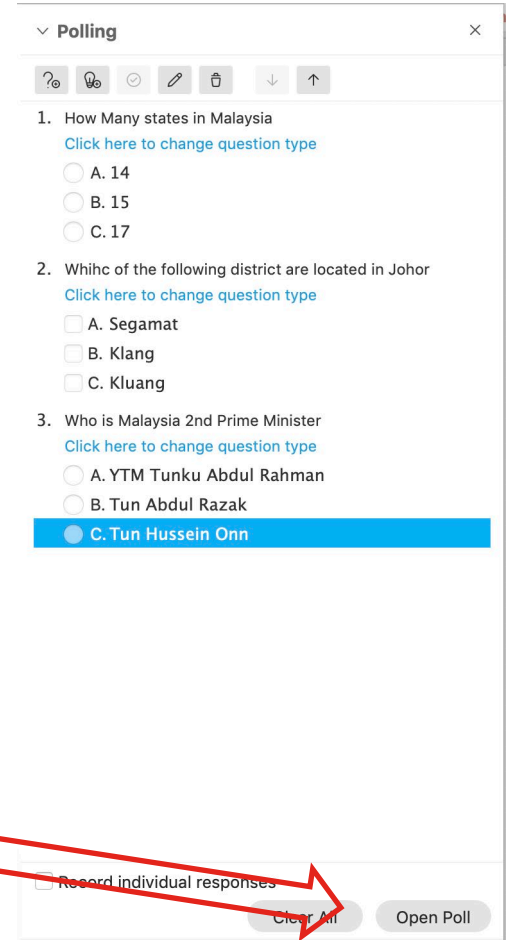 Polling
1. How Many states in Malaysia
Click here to change question type
A. 14
B. 15
C. 17
2. Whihc of the following district are located in Johor
Click here to change question type
A. Segamat
B. Klang
C. Kluang
3. Who is Malaysia 2nd Prime Minister
Click here to change question type
A. YTM Tunku Abdul Rahman
B. Tun Abdul Razak
C. Tun Hussein Onn
Record individual responses
Clear All Open Poll